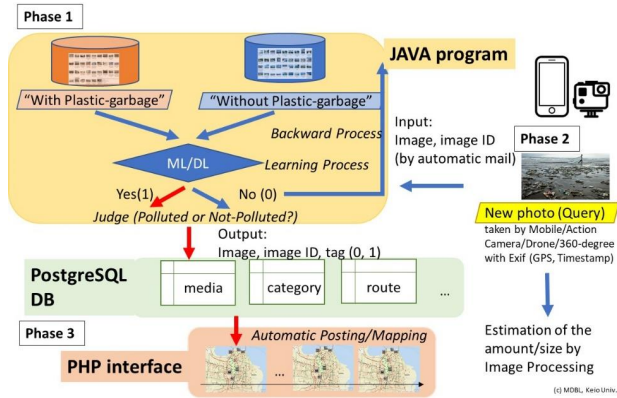 Phase 1
JAVA program
"With Plastic-garbage"
"Without Plastic-garbage"
Backward Process
ML/DL
Learning Process
Yes(1)
No (0)
Judge (Polluted or Not-Polluted?)
Input:
Image, image ID
(by automatic mail)
Phase 2
New photo (Query)
taken by Mobile/Action
Camera/Drone/360-degree
with Exif (GPS, Timestamp)
Estimation of the
amount/size by
Image Processing
Output:
Image, image ID, tag (0, 1)
PostgreSQL
DB
media
category
route
...
Phase 3
Automatic Posting/Mapping
PHP interface
...
(c) MDBL, Keio Univ.